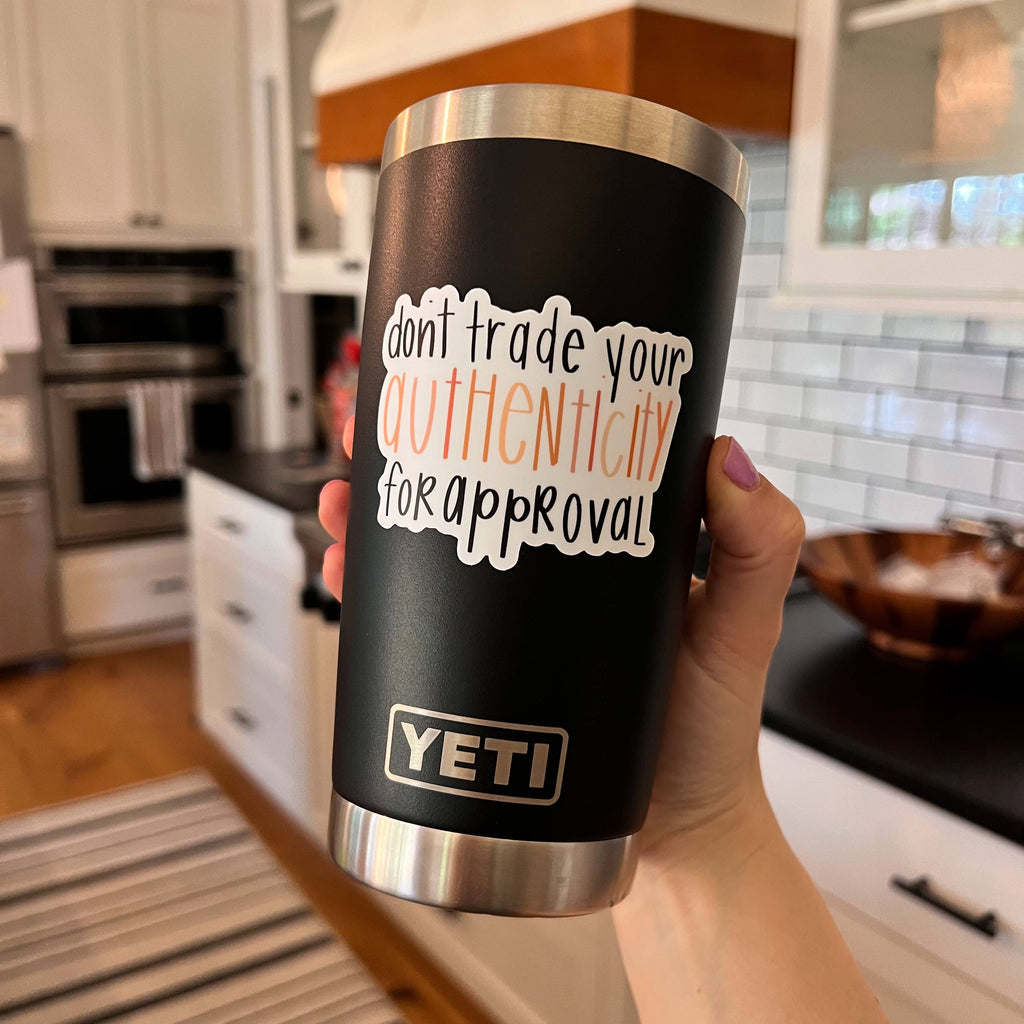 dont trade your
authenticity
for approval
YETI